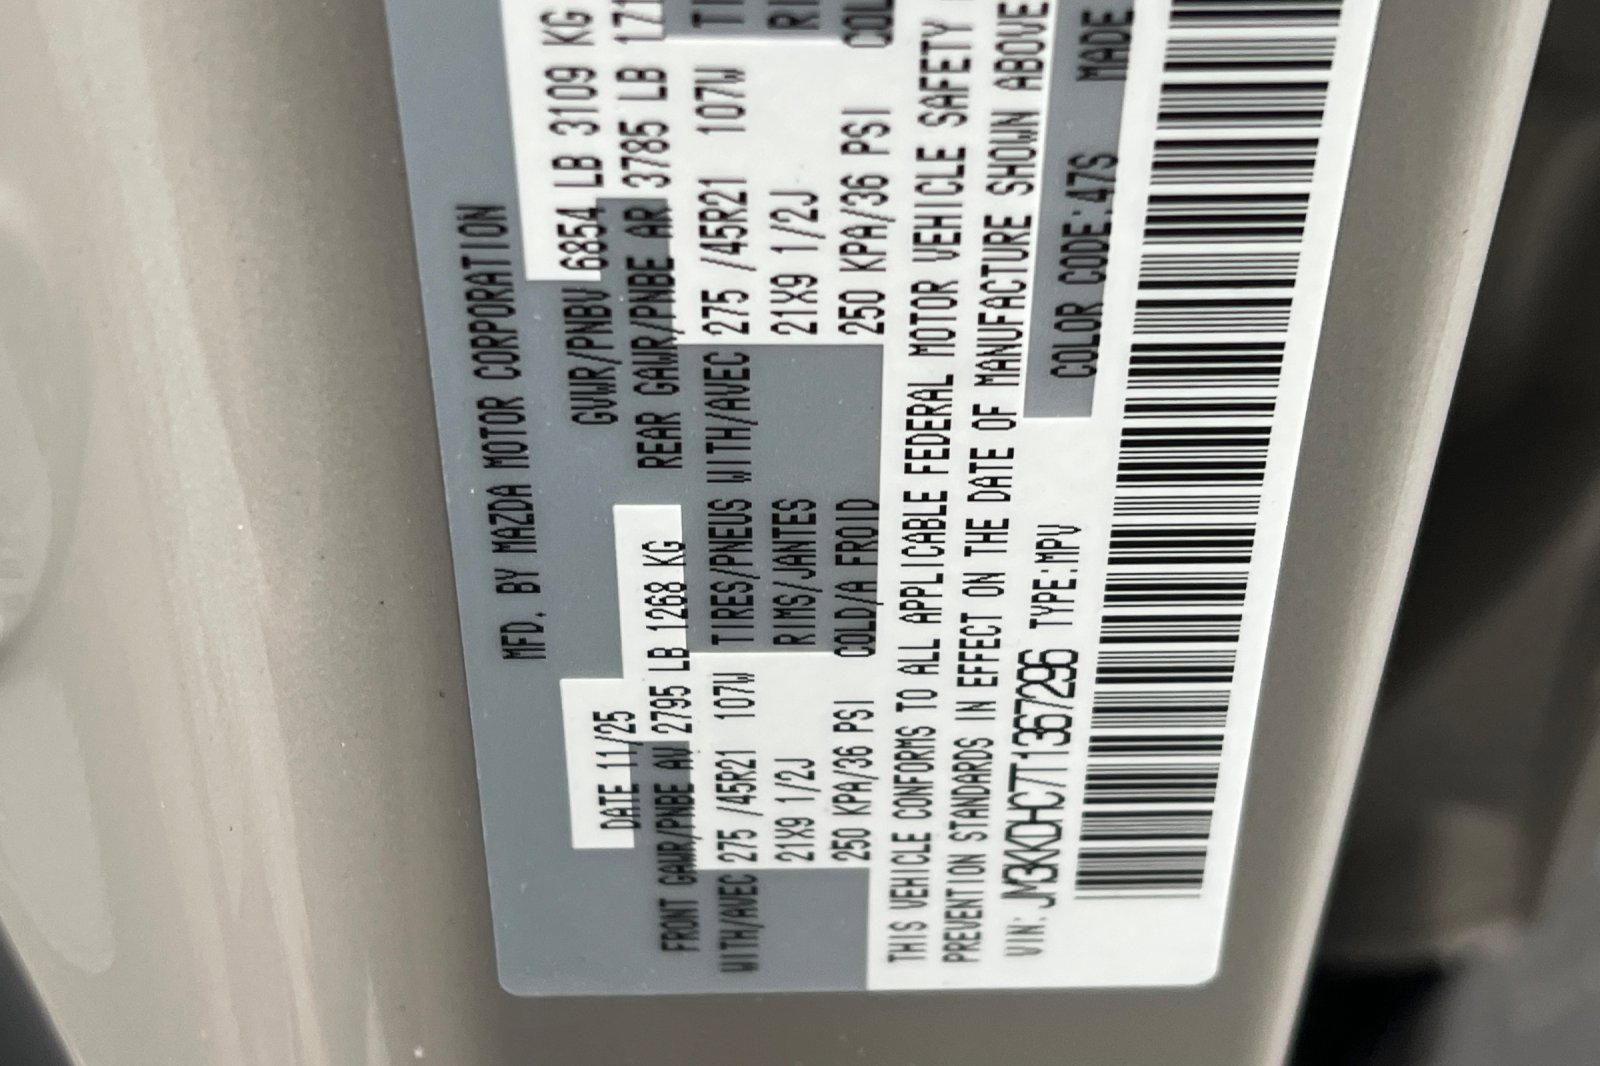 MFD. BY MAZDA MOTOR CORPORATION
DATE 11/25 GVWR/PNBV 6854 LB 3109 KG
FRONT GAWR/PNBE AV 2795 LB 1268 KG REAR GAWR/PNBE AR 3785 LB 171
WITH/AVEC 275 /45R21 107W TIRES/PNEUS WITH/AVEC 275 /45R21 107W TI
21X9 1/2J RIMS/JANTES 21X9 1/2J RI
250 KPA/36 PSI COLD/A FROID 250 KPA/36 PSI COL
THIS VEHICLE CONFORMS TO ALL APPLICABLE FEDERAL MOTOR VEHICLE SAFETY
PREVENTION STANDARDS IN EFFECT ON THE DATE OF MANUFACTURE SHOWN ABOVE
VIN: JM3KKDHC7T1367296 TYPE:MPV COLOR CODE:47S MADE